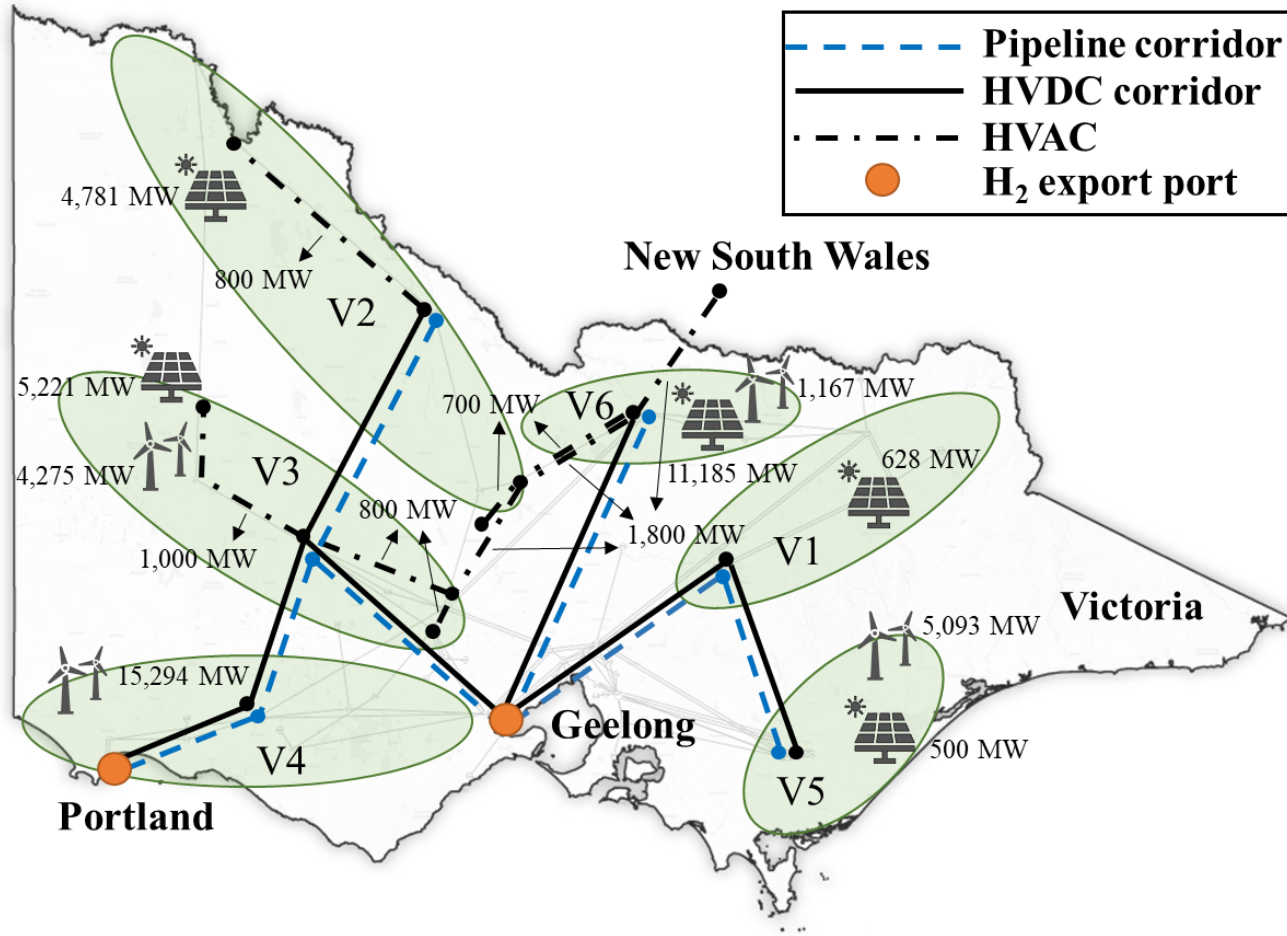 Pipeline corridor
HVDC corridor
HVAC
H₂ export port
4,781 MW
800 MW
V2
New South Wales
5,221 MW
4,275 MW
V3
1,000 MW
800 MW
700 MW
V6
1,167 MW
11,185 MW
1,800 MW
628 MW
V1
Victoria
5,093 MW
500 MW
V5
15,294 MW
V4
Geelong
Portland